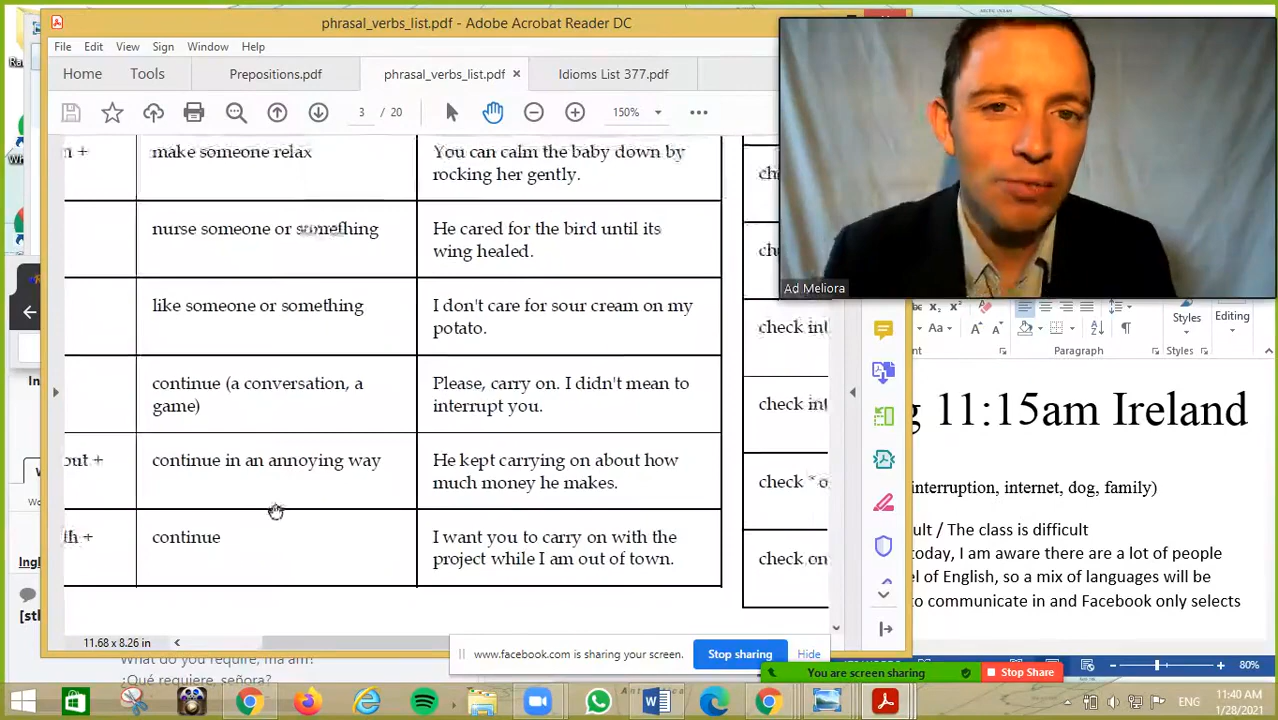 phrasal_verbs_list.pdf - Adobe Acrobat Reader DC
File Edit View Sign Window Help
Home Tools Prepositions.pdf phrasal_verbs_list.pdf × Idioms List 377.pdf
3 / 20 150%
make someone relax
You can calm the baby down by
rocking her gently.
nurse someone or something
He cared for the bird until its
wing healed.
like someone or something
I don't care for sour cream on my
potato.
continue (a conversation, a
game)
Please, carry on. I didn't mean to
interrupt you.
out +
continue in an annoying way
He kept carrying on about how
much money he makes.
th +
continue
I want you to carry on with the
project while I am out of town.
check int
check int
check *o
check on
11.68 x 8.26 in
Ad Meliora
Styles Editing
Paragraph Styles
g 11:15am Ireland
interruption, internet, dog, family)
ult / The class is difficult
today, I am aware there are a lot of people
el of English, so a mix of languages will be
to communicate in and Facebook only selects
80%
www.facebook.com is sharing your screen. Stop sharing Hide
You are screen sharing Stop Share
In
Ingl
[stl
What do you require, ma'am?
¿Qué requiere, señora?
ENG
11:40 AM
1/28/2021